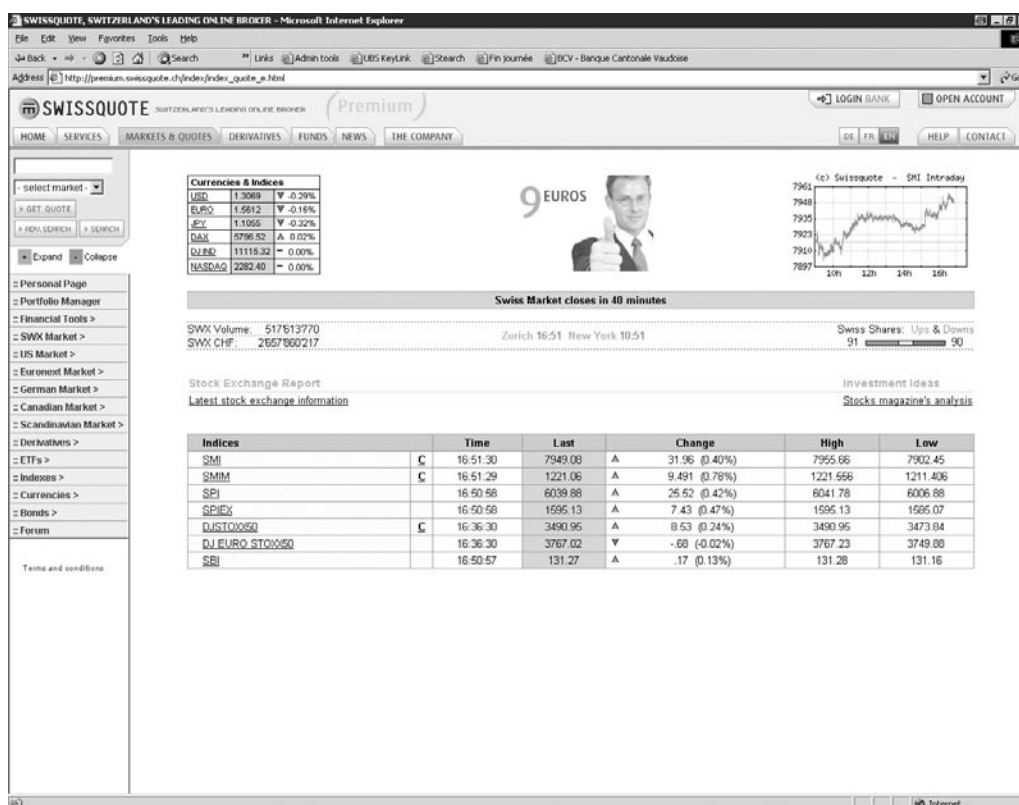 SWISSQUOTE, SWITZERLAND'S LEADING ONLINE BROKER - Microsoft Internet Explorer
File Edit View Favorites Tools Help
Back Search Links Admin tools UBS KeyLink Stearch Fin journée BCV - Banque Cantonale Vaudoise
Address http://premium.swissquote.ch/index/index_quote_e.html
SWISSQUOTE SWITZERLAND'S LEADING ONLINE BROKER (Premium) LOGIN BANK OPEN ACCOUNT
HOME SERVICES MARKETS & QUOTES DERIVATIVES FUNDS NEWS THE COMPANY DE FR EN HELP CONTACT
- select market -
> GET QUOTE
> ADV. SEARCH > SEARCH
+ Expand - Collapse
:: Personal Page
:: Portfolio Manager
:: Financial Tools >
:: SWX Market >
:: US Market >
:: Euronext Market >
:: German Market >
:: Canadian Market >
:: Scandinavian Market >
:: Derivatives >
:: ETFs >
:: Indexes >
:: Currencies >
:: Bonds >
:: Forum
Terms and conditions
Currencies & Indices
USD 1.3069 ▼ -0.29%
EURO 1.5612 ▼ -0.16%
JPY 1.1055 ▼ -0.32%
DAX 5796.52 ▲ 0.02%
DJ IND 11115.32 – 0.00%
NASDAQ 2282.40 – 0.00%
9 EUROS
(c) Swissquote - SMI Intraday
7961
7948
7935
7923
7910
7897
10h 12h 14h 16h
Swiss Market closes in 40 minutes
SWX Volume: 517'513'770
SWX CHF: 2'657'860'217
Zurich 16:51 New York 10:51
Swiss Shares: Ups & Downs
91 90
Stock Exchange Report Investment Ideas
Latest stock exchange information Stocks magazine's analysis
Indices Time Last Change High Low
SMI C 16:51:30 7949.08 ▲ 31.96 (0.40%) 7955.66 7902.45
SMIM C 16:51:29 1221.06 ▲ 9.491 (0.78%) 1221.556 1211.406
SPI 16:50:58 6039.88 ▲ 25.52 (0.42%) 6041.78 6006.88
SPIEX 16:50:58 1595.13 ▲ 7.43 (0.47%) 1595.13 1585.07
DJSTOXX50 C 16:36:30 3490.95 ▲ 8.53 (0.24%) 3490.95 3473.84
DJ EURO STOXX50 16:36:30 3767.02 ▼ -.68 (-0.02%) 3767.23 3749.88
SBI 16:50:57 131.27 ▲ .17 (0.13%) 131.28 131.16
Internet